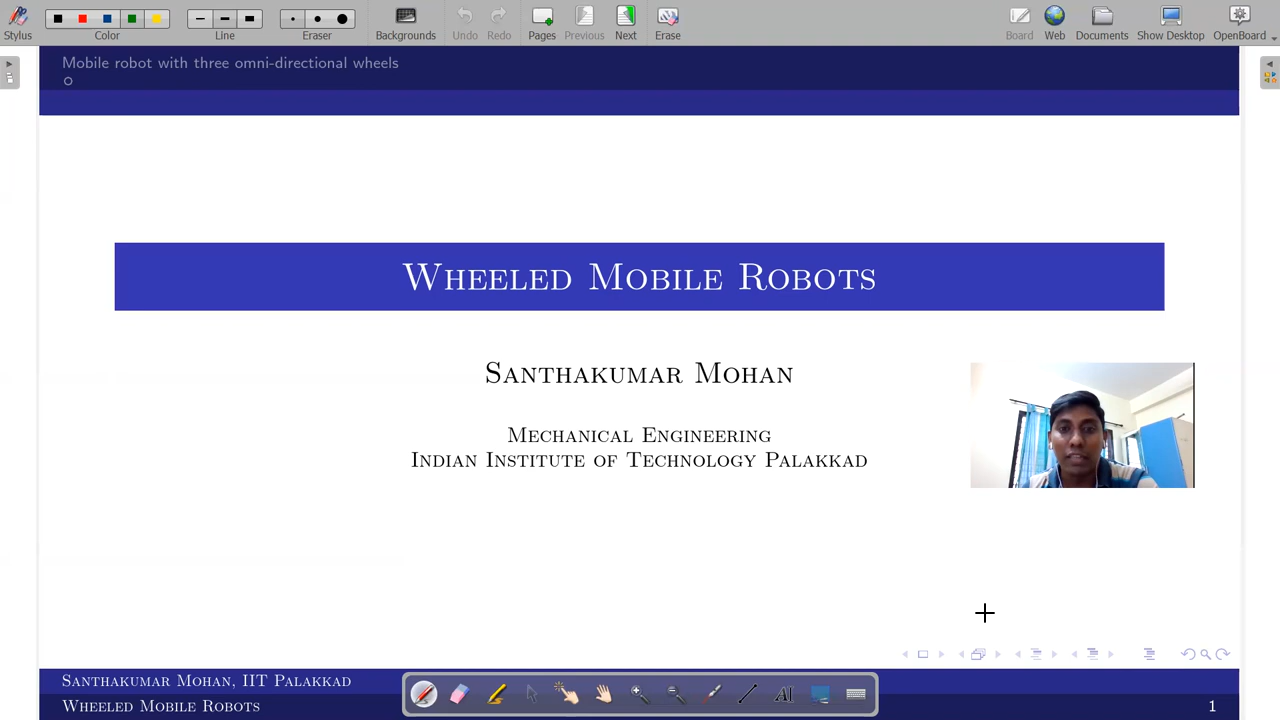 Stylus
Color
Line
Eraser
Backgrounds
Undo
Redo
Pages
Previous
Next
Erase
Board
Web
Documents
Show Desktop
OpenBoard
Mobile robot with three omni-directional wheels
Wheeled Mobile Robots
Santhakumar Mohan
Mechanical Engineering
Indian Institute of Technology Palakkad
Santhakumar Mohan, IIT Palakkad
Wheeled Mobile Robots
1
AI